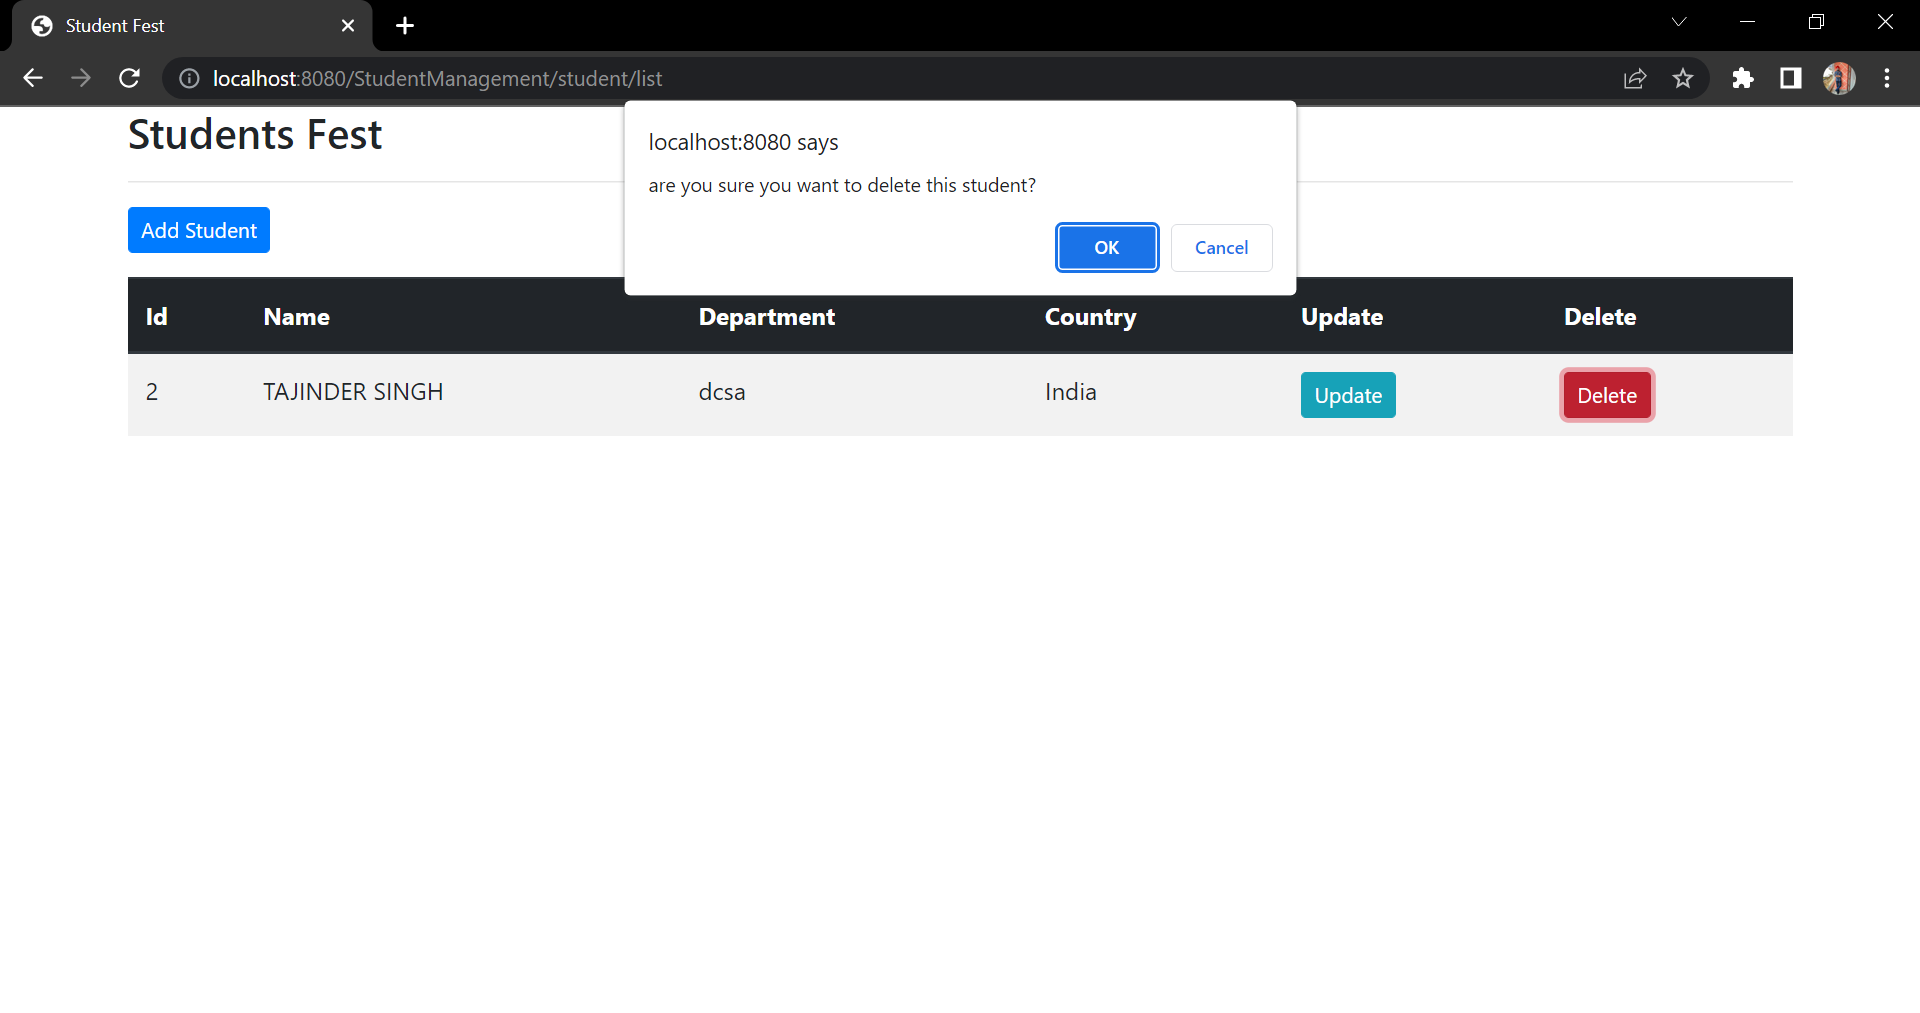 Student Fest
localhost:8080/StudentManagement/student/list
Students Fest
localhost:8080 says
are you sure you want to delete this student?
OK Cancel
Add Student
Id Name Department Country Update Delete
2 TAJINDER SINGH dcsa India Update Delete